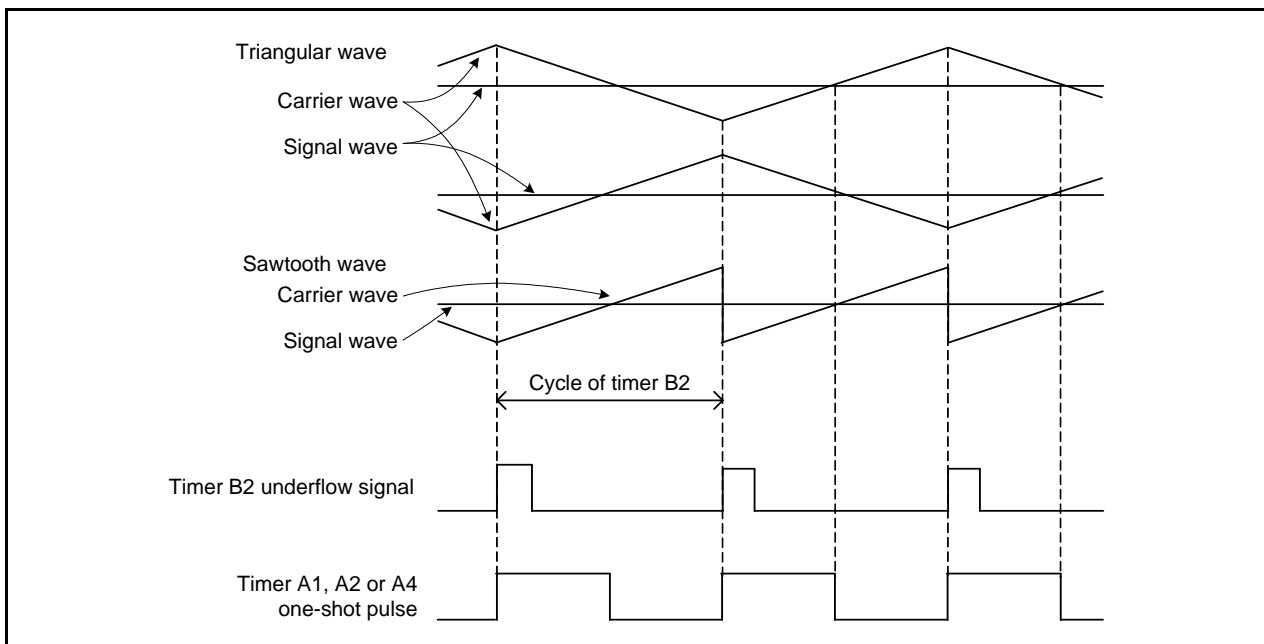 Triangular wave
Carrier wave
Signal wave
Sawtooth wave
Carrier wave
Signal wave
Cycle of timer B2
Timer B2 underflow signal
Timer A1, A2 or A4
one-shot pulse